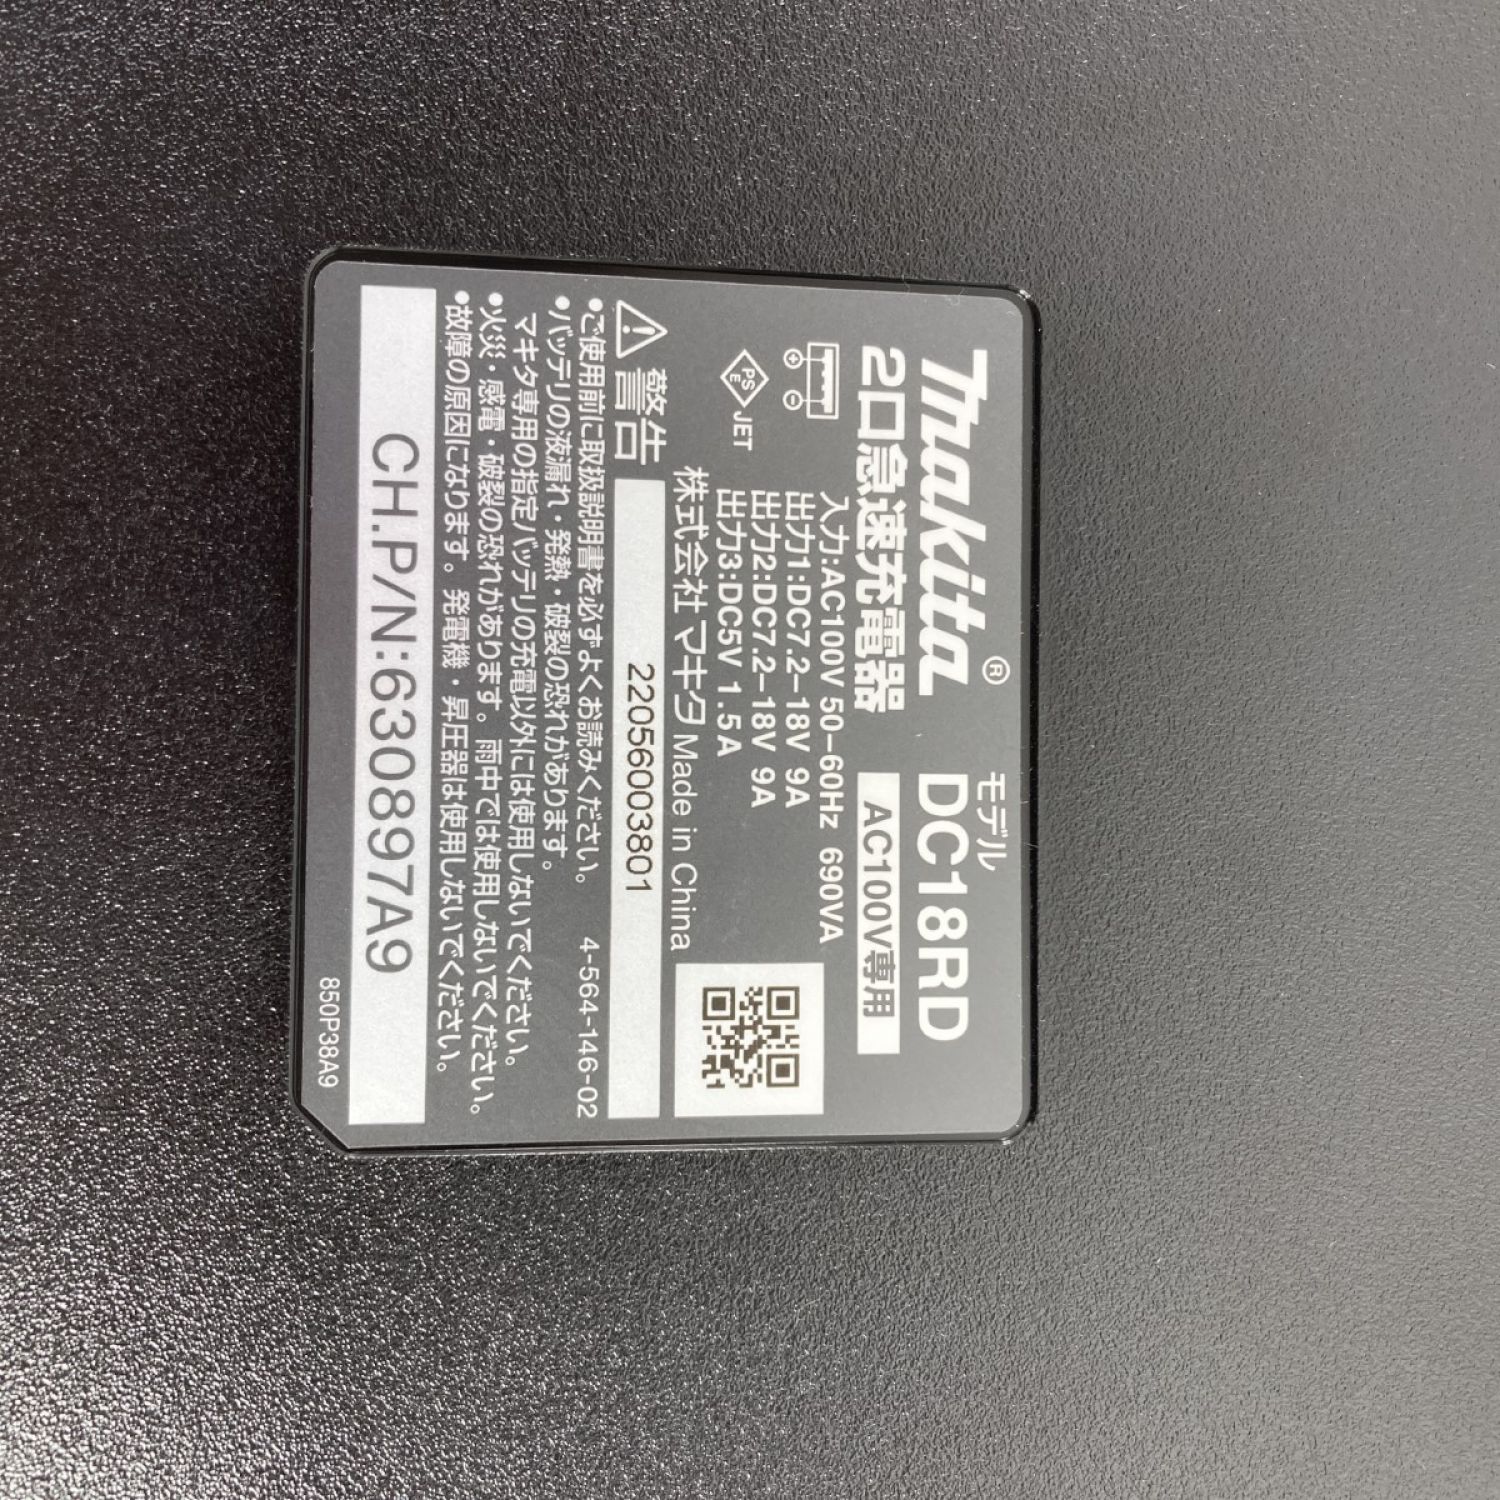 makita®
モデル
DC18RD
2口急速充電器
AC100V専用
入力:AC100V 50-60Hz 690VA
出力1:DC7.2-18V 9A
出力2:DC7.2-18V 9A
出力3:DC5V 1.5A
PS
E
JET
株式会社 マキタ Made in China
警告
22056003801
●ご使用前に取扱説明書を必ずよくお読みください。 4-564-146-02
●バッテリの液漏れ・発熱・破裂の恐れがあります。
マキタ専用の指定バッテリの充電以外には使用しないでください。
●火災・感電・破裂の恐れがあります。雨中では使用しないでください。
●故障の原因になります。発電機・昇圧器は使用しないでください。
CH.P/N:630897A9
850P38A9